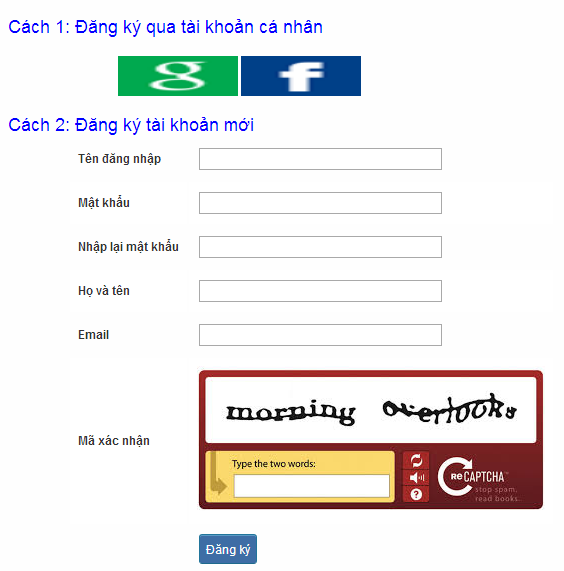 Cách 1: Đăng ký qua tài khoản cá nhân
g f
Cách 2: Đăng ký tài khoản mới
Tên đăng nhập
Mật khẩu
Nhập lại mật khẩu
Họ và tên
Email
morning overlooks
Mã xác nhận
Type the two words:
reCAPTCHA™
stop spam.
read books.
Đăng ký